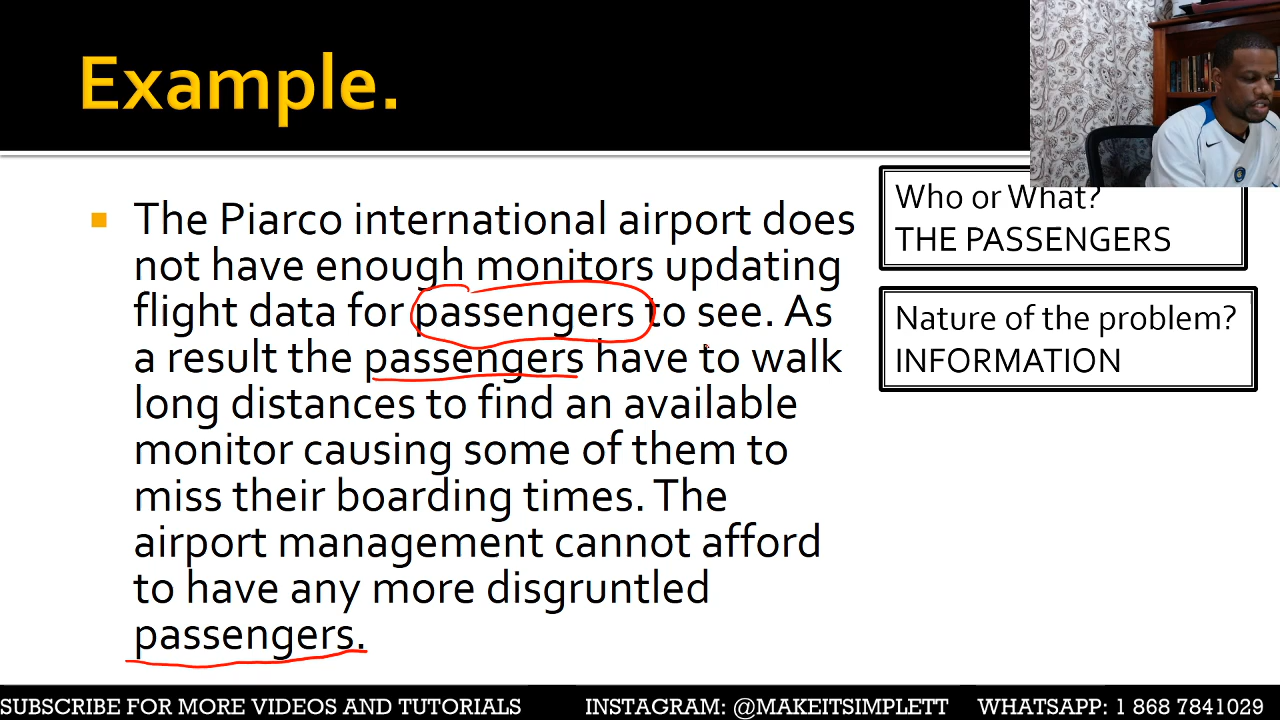 Example.
The Piarco international airport does
not have enough monitors updating
flight data for passengers to see. As
a result the passengers have to walk
long distances to find an available
monitor causing some of them to
miss their boarding times. The
airport management cannot afford
to have any more disgruntled
passengers.
Who or What?
THE PASSENGERS
Nature of the problem?
INFORMATION
SUBSCRIBE FOR MORE VIDEOS AND TUTORIALS INSTAGRAM: @MAKEITSIMPLETT WHATSAPP: 1 868 7841029